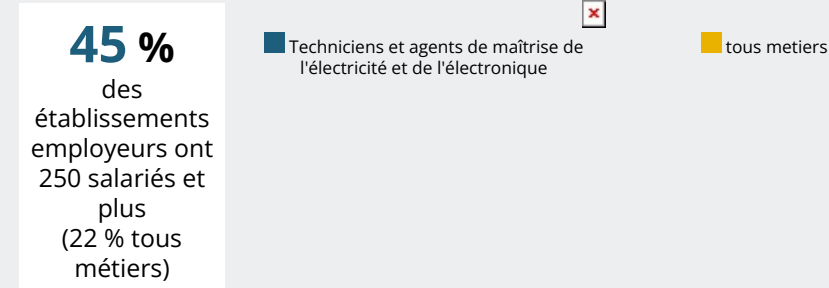 45 %
des
établissements
employeurs ont
250 salariés et
plus
(22 % tous
métiers)
Techniciens et agents de maîtrise de
l'électricité et de l'électronique
tous metiers